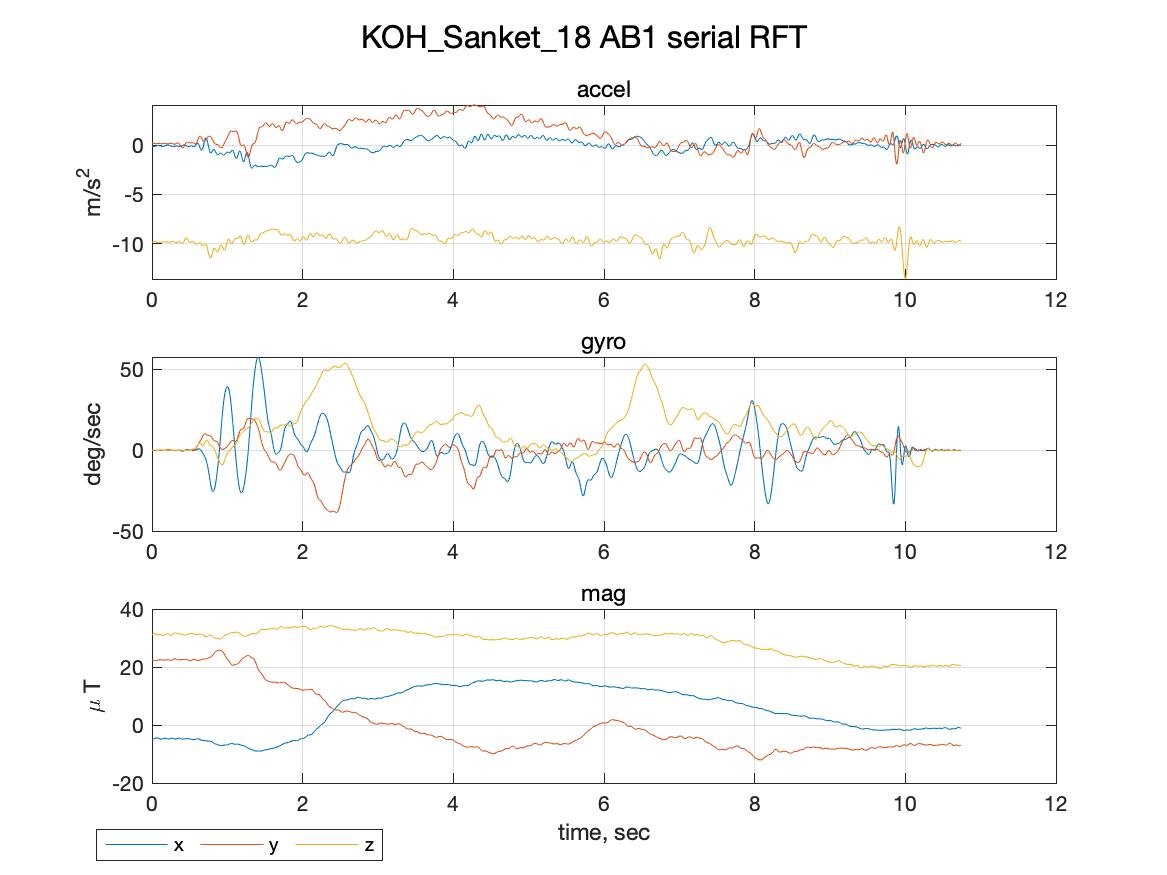 KOH_Sanket_18 AB1 serial RFT
accel
m/s2
0
-5
-10
0 2 4 6 8 10 12
gyro
deg/sec
50
0
-50
0 2 4 6 8 10 12
mag
μ T
40
20
0
-20
0 2 4 6 8 10 12
time, sec
x y z